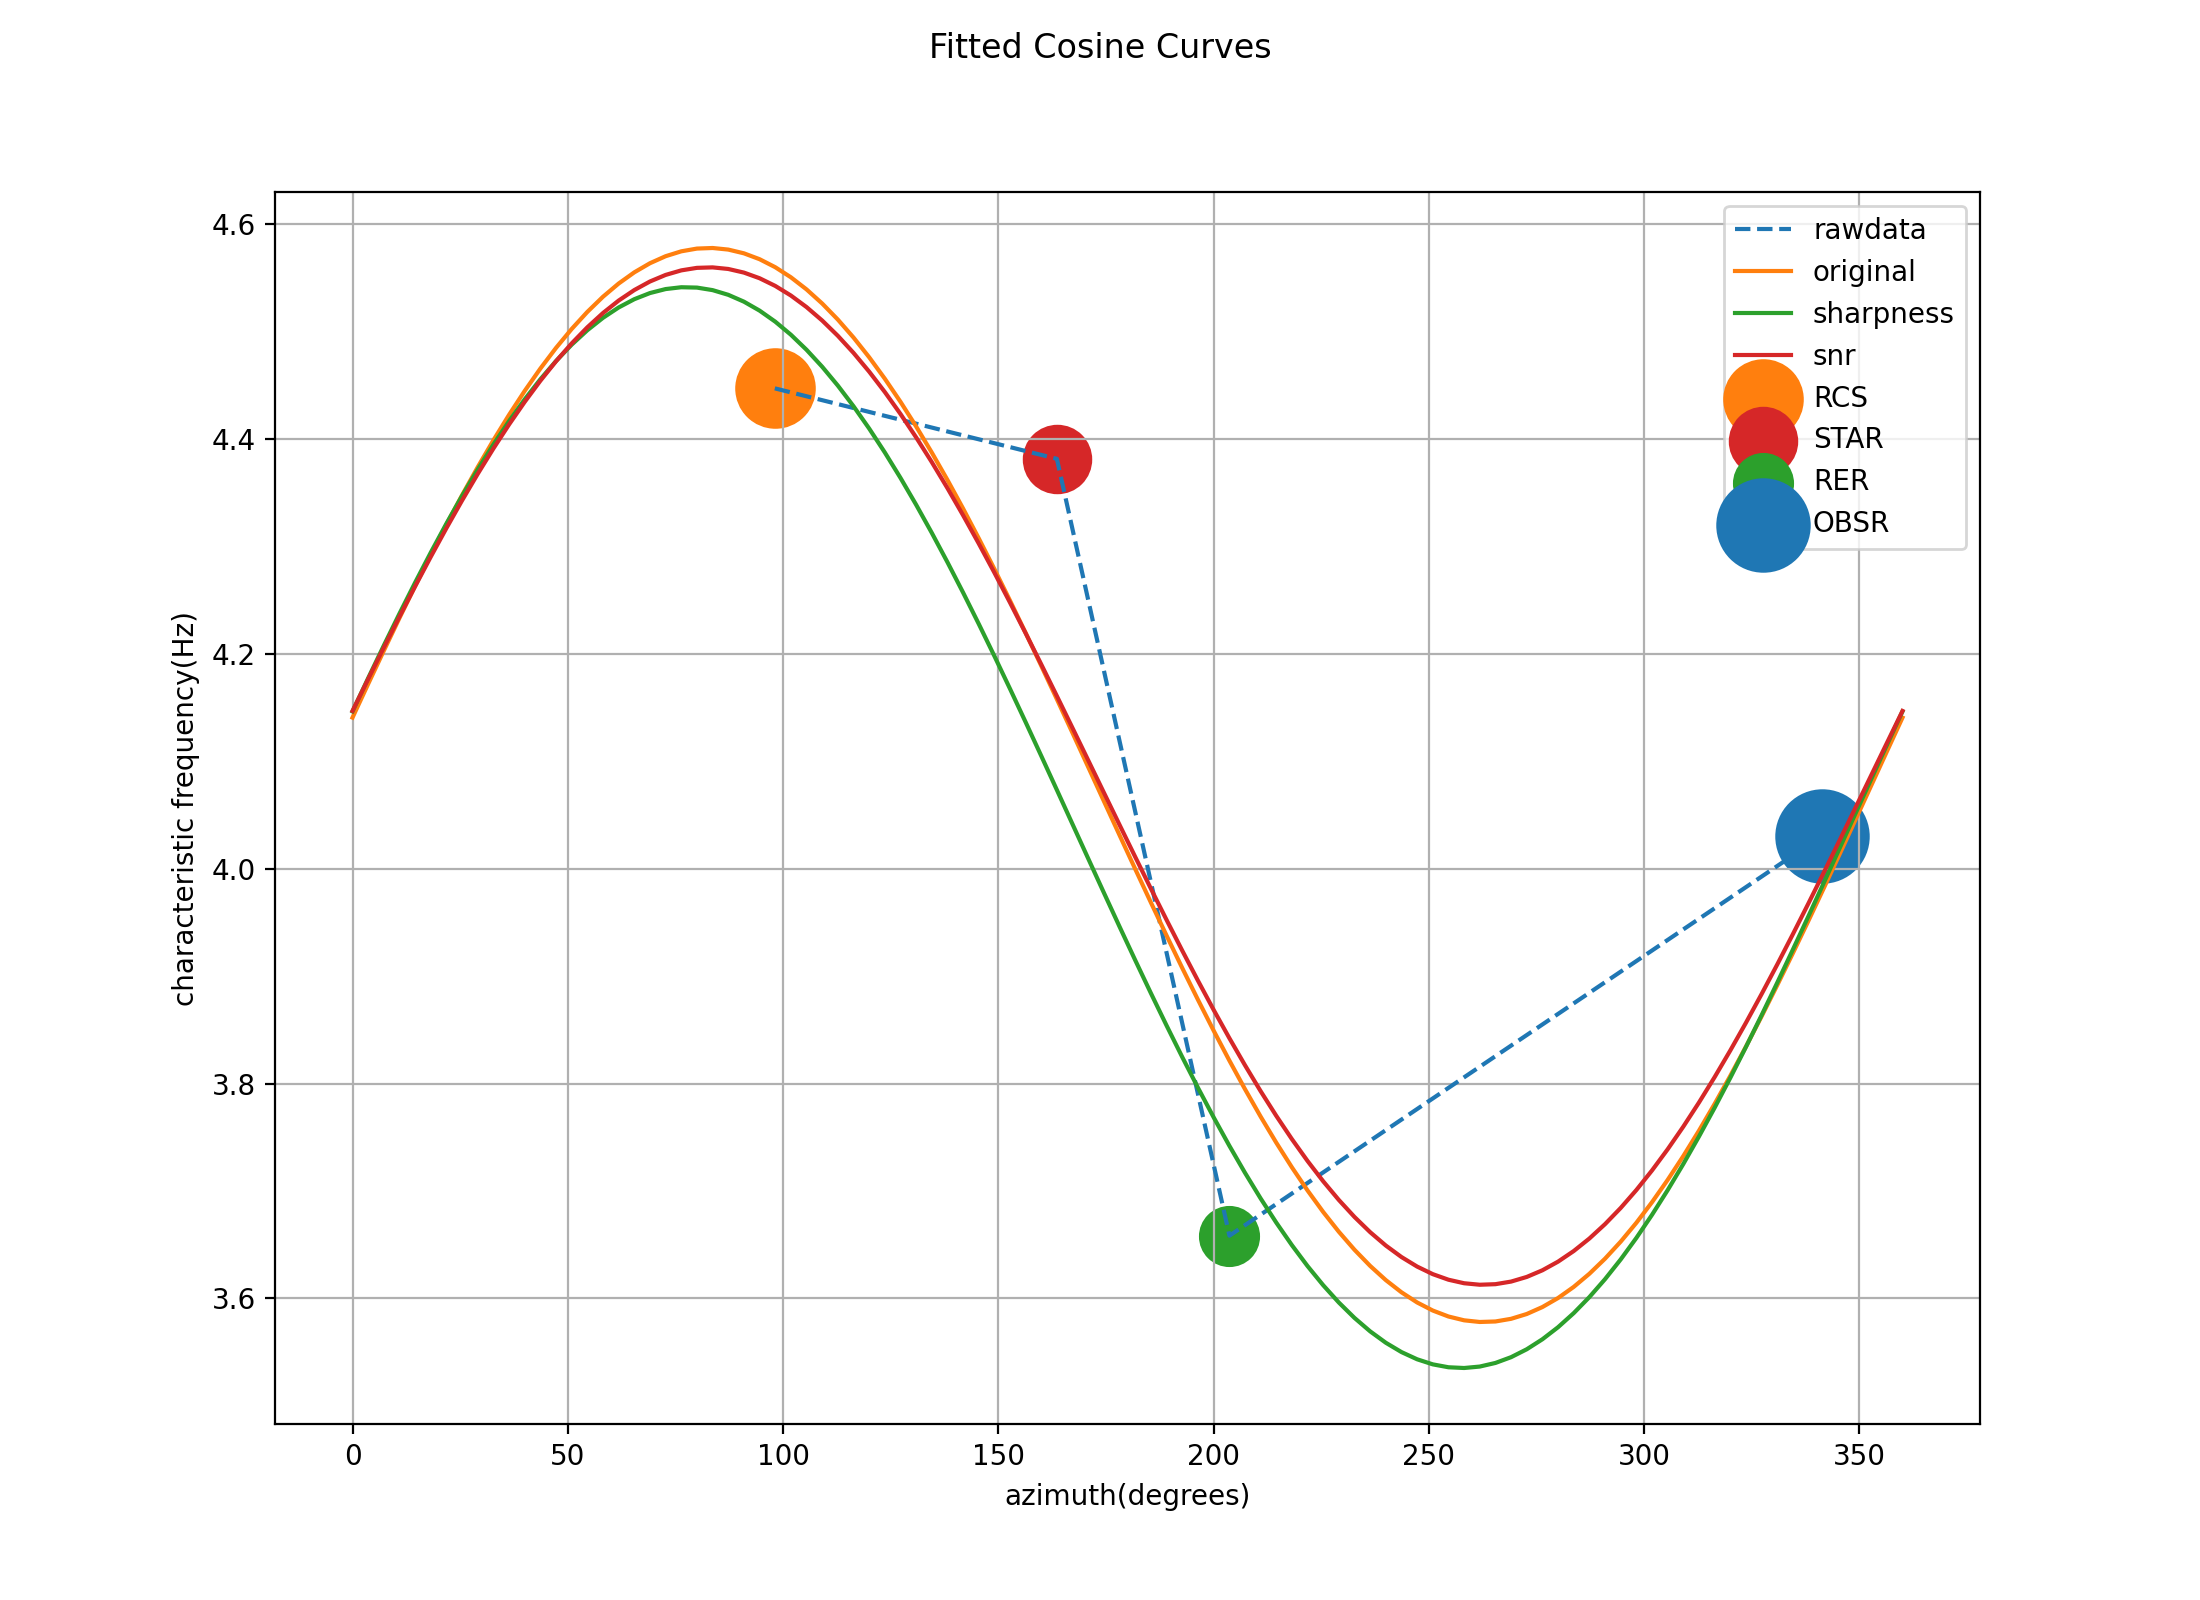 Fitted Cosine Curves
4.6
4.4
4.2
4.0
3.8
3.6
characteristic frequency(Hz)
rawdata
original
sharpness
snr
RCS
STAR
RER
OBSR
0 50 100 150 200 250 300 350
azimuth(degrees)